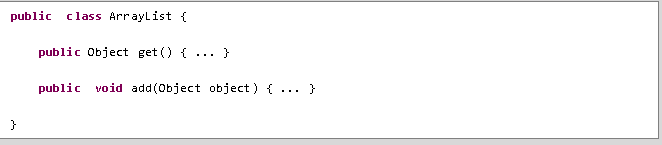 public class ArrayList {
public Object get() { ... }
public void add(Object object) { ... }
}